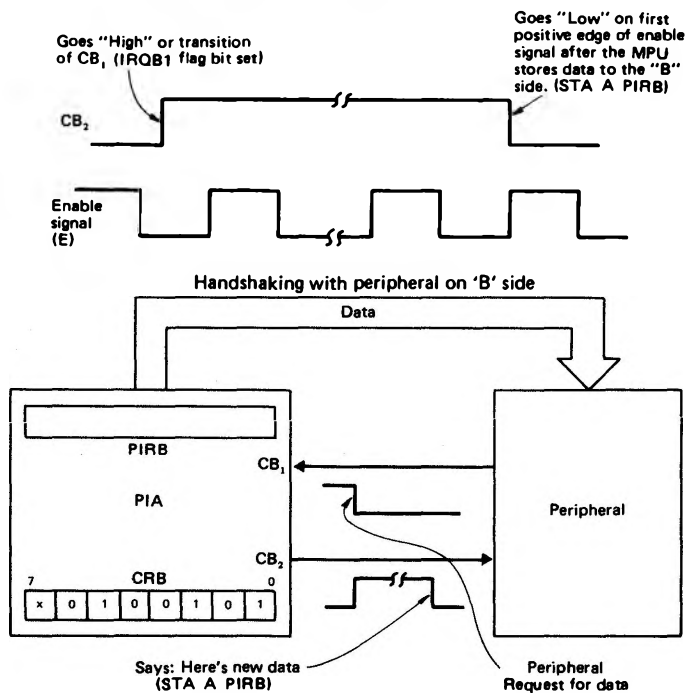 Goes "High" or transition
of CB₁ (IRQB1
flag bit set)
Goes "Low" on first
positive edge of enable
signal after the MPU
stores data to the "B"
side. (STA A PIRB)
CB₂
Enable
signal
(E)
Handshaking with peripheral on 'B' side
Data
PIRB
CB₁
PIA
Peripheral
CB₂
7 CRB 0
x 0 1 0 0 1 0 1
Says: Here's new data
(STA A PIRB)
Peripheral
Request for data